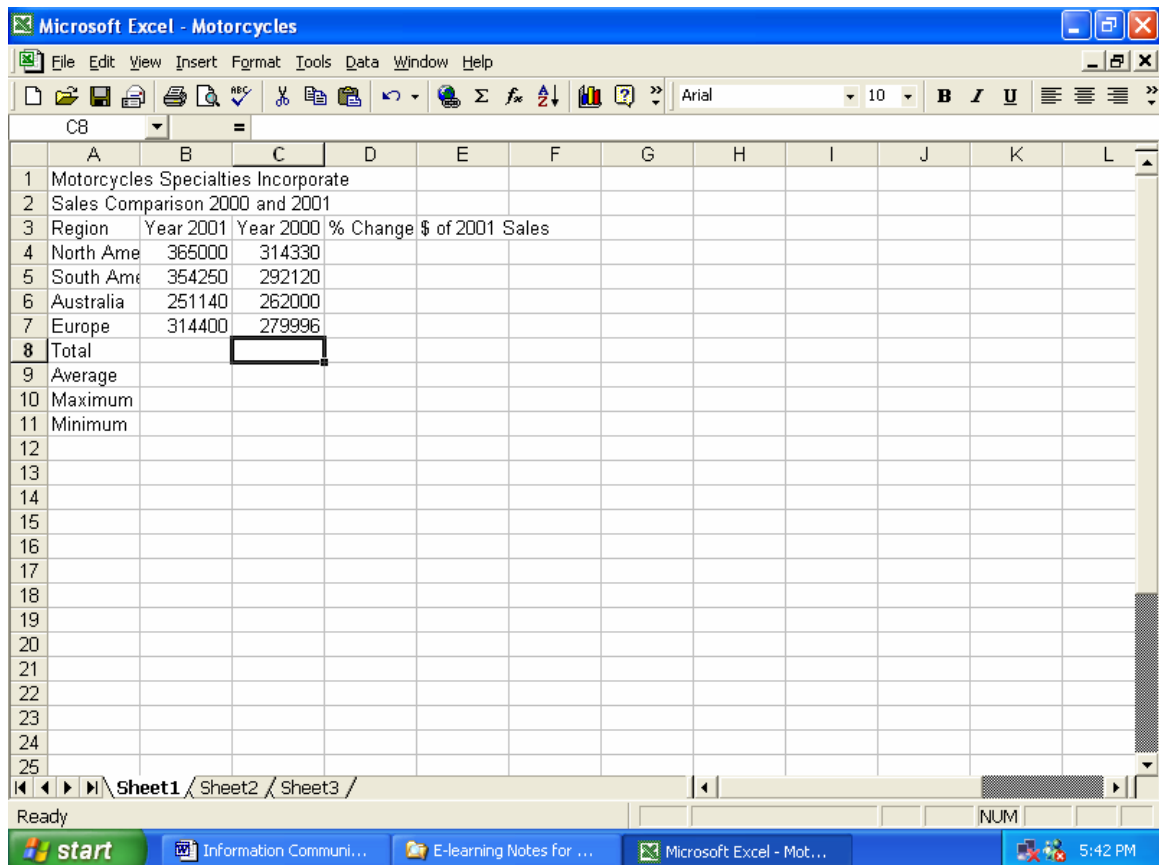 Microsoft Excel - Motorcycles
File Edit View Insert Format Tools Data Window Help
ABC Σ fx Arial 10 B I U
C8 =
A B C D E F G H I J K L
1 Motorcycles Specialties Incorporate
2 Sales Comparison 2000 and 2001
3 Region Year 2001 Year 2000 % Change $ of 2001 Sales
4 North Ame 365000 314330
5 South Ame 354250 292120
6 Australia 251140 262000
7 Europe 314400 279996
8 Total
9 Average
10 Maximum
11 Minimum
12
13
14
15
16
17
18
19
20
21
22
23
24
25
Sheet1 Sheet2 Sheet3
Ready NUM
start Information Communi... E-learning Notes for ... Microsoft Excel - Mot... 5:42 PM